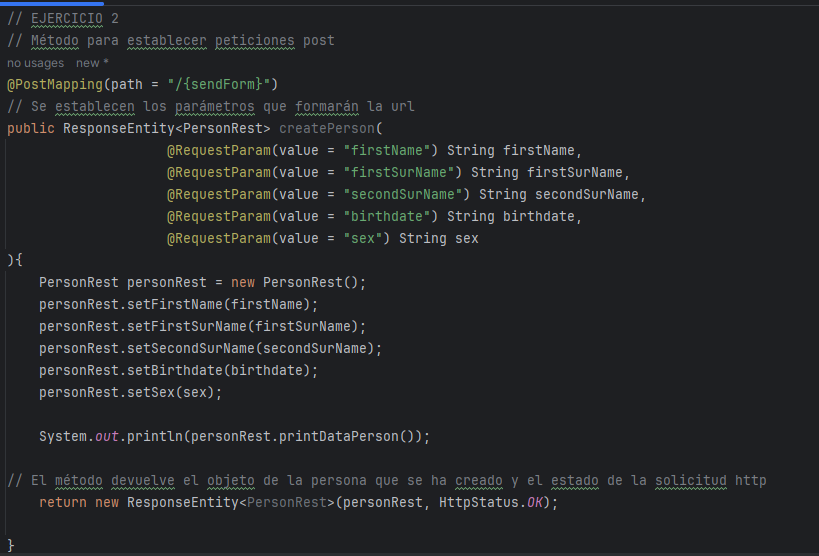 // EJERCICIO 2
// Método para establecer peticiones post
no usages   new *
@PostMapping(path = "/{sendForm}")
// Se establecen los parámetros que formarán la url
public ResponseEntity<PersonRest> createPerson(
                    @RequestParam(value = "firstName") String firstName,
                    @RequestParam(value = "firstSurName") String firstSurName,
                    @RequestParam(value = "secondSurName") String secondSurName,
                    @RequestParam(value = "birthdate") String birthdate,
                    @RequestParam(value = "sex") String sex
){
    PersonRest personRest = new PersonRest();
    personRest.setFirstName(firstName);
    personRest.setFirstSurName(firstSurName);
    personRest.setSecondSurName(secondSurName);
    personRest.setBirthdate(birthdate);
    personRest.setSex(sex);

    System.out.println(personRest.printDataPerson());

// El método devuelve el objeto de la persona que se ha creado y el estado de la solicitud http
    return new ResponseEntity<PersonRest>(personRest, HttpStatus.OK);

}